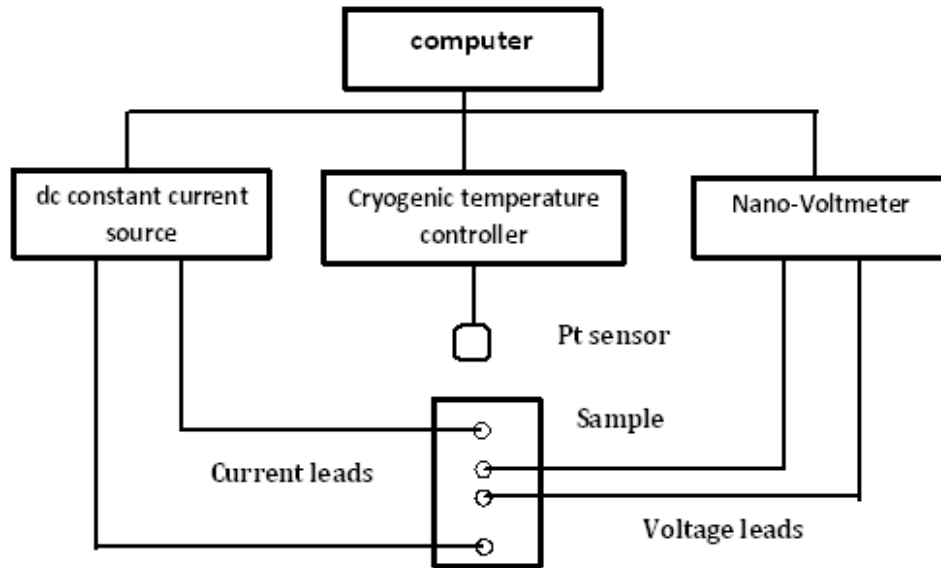 computer
dc constant current
source
Cryogenic temperature
controller
Nano-Voltmeter
Pt sensor
Sample
Current leads
Voltage leads